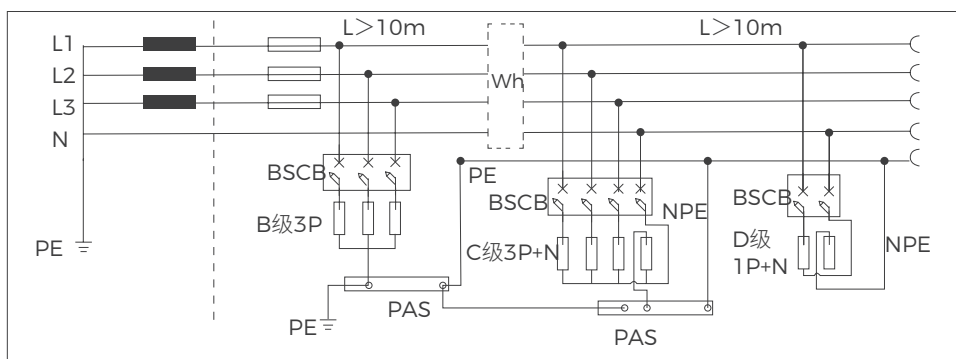 L>10m
L>10m
L1
L2
L3
N
Wh
BSCB
PE
BSCB
NPE
BSCB
B级3P
C级3P+N
D级
1P+N
NPE
PE
PE
PAS
PAS